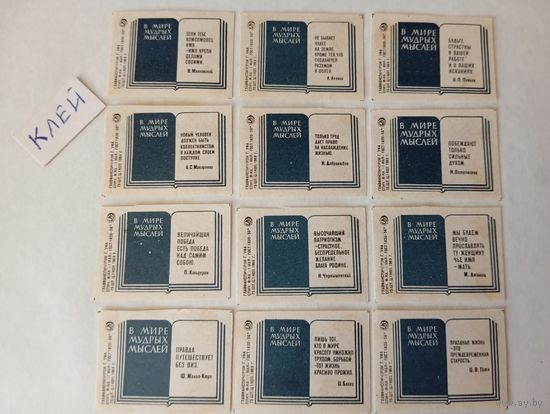 КЛЕЙ
В МИРЕ
МУДРЫХ
МЫСЛЕЙ
ЕСЛИ ТЕБЕ
КОМСОМОЛЕЦ
ИМЯ —
ИМЯ КРЕПИ
ДЕЛАМИ
СВОИМИ.
В. Маяковский
В МИРЕ
МУДРЫХ
МЫСЛЕЙ
НЕ БЫВАЕТ
ЧУДЕС
НА ЗЕМЛЕ.
КРОМЕ ТЕХ, ЧТО
СОЗДАЮТСЯ
РАЗУМОМ
И ВОЛЕЙ
В МИРЕ
МУДРЫХ
МЫСЛЕЙ
БУДЬТЕ
СТРАСТНЫ
В ВАШЕЙ
РАБОТЕ
И В ВАШИХ
ИСКАНИЯХ.
И. П. Павлов
В МИРЕ
МУДРЫХ
МЫСЛЕЙ
НОВЫЙ ЧЕЛОВЕК
ДОЛЖЕН БЫТЬ
КОЛЛЕКТИВИСТОМ
В КАЖДОМ СВОЕМ
ПОСТУПКЕ.
А.С. Макаренко
В МИРЕ
МУДРЫХ
МЫСЛЕЙ
ТОЛЬКО ТРУД
ДАЕТ ПРАВО
НА НАСЛАЖДЕНИЕ
ЖИЗНЬЮ.
Н. Добролюбов
В МИРЕ
МУДРЫХ
МЫСЛЕЙ
ПОБЕЖДАЮТ
ТОЛЬКО
СИЛЬНЫЕ
ДУХОМ.
В МИРЕ
МУДРЫХ
МЫСЛЕЙ
ВЕЛИЧАЙШАЯ
ПОБЕДА
ЕСТЬ ПОБЕДА
НАД САМИМ
СОБОЮ.
П. Кальдерон
В МИРЕ
МУДРЫХ
МЫСЛЕЙ
ВЫСОЧАЙШИЙ
ПАТРИОТИЗМ
-СТРАСТНОЕ,
БЕСПРЕДЕЛЬНОЕ
ЖЕЛАНИЕ
БЛАГА РОДИНЕ.
Н. Чернышевский
В МИРЕ
МУДРЫХ
МЫСЛЕЙ
МЫ БУДЕМ
ВЕЧНО
ПРОСЛАВЛЯТЬ
ТУ ЖЕНЩИНУ
ЧЬЕ ИМЯ
-МАТЬ.
М. Джалиль
В МИРЕ
МУДРЫХ
МЫСЛЕЙ
ПРАВДА
ПУТЕШЕСТВУЕТ
БЕЗ ВИЗ.
В МИРЕ
МУДРЫХ
МЫСЛЕЙ
ЛИШЬ ТОТ,
КТО В МИРЕ
КРАСОТУ УМНОЖИЛ
ТРУДОМ, БОРЬБОЙ
-ТОТ ЖИЗНЬ
КРАСИВО ПРОЖИЛ.
В МИРЕ
МУДРЫХ
МЫСЛЕЙ
ПРАЗДНАЯ ЖИЗНЬ
-ЭТО
ПРЕЖДЕВРЕМЕННАЯ
СТАРОСТЬ.
www.ay.by